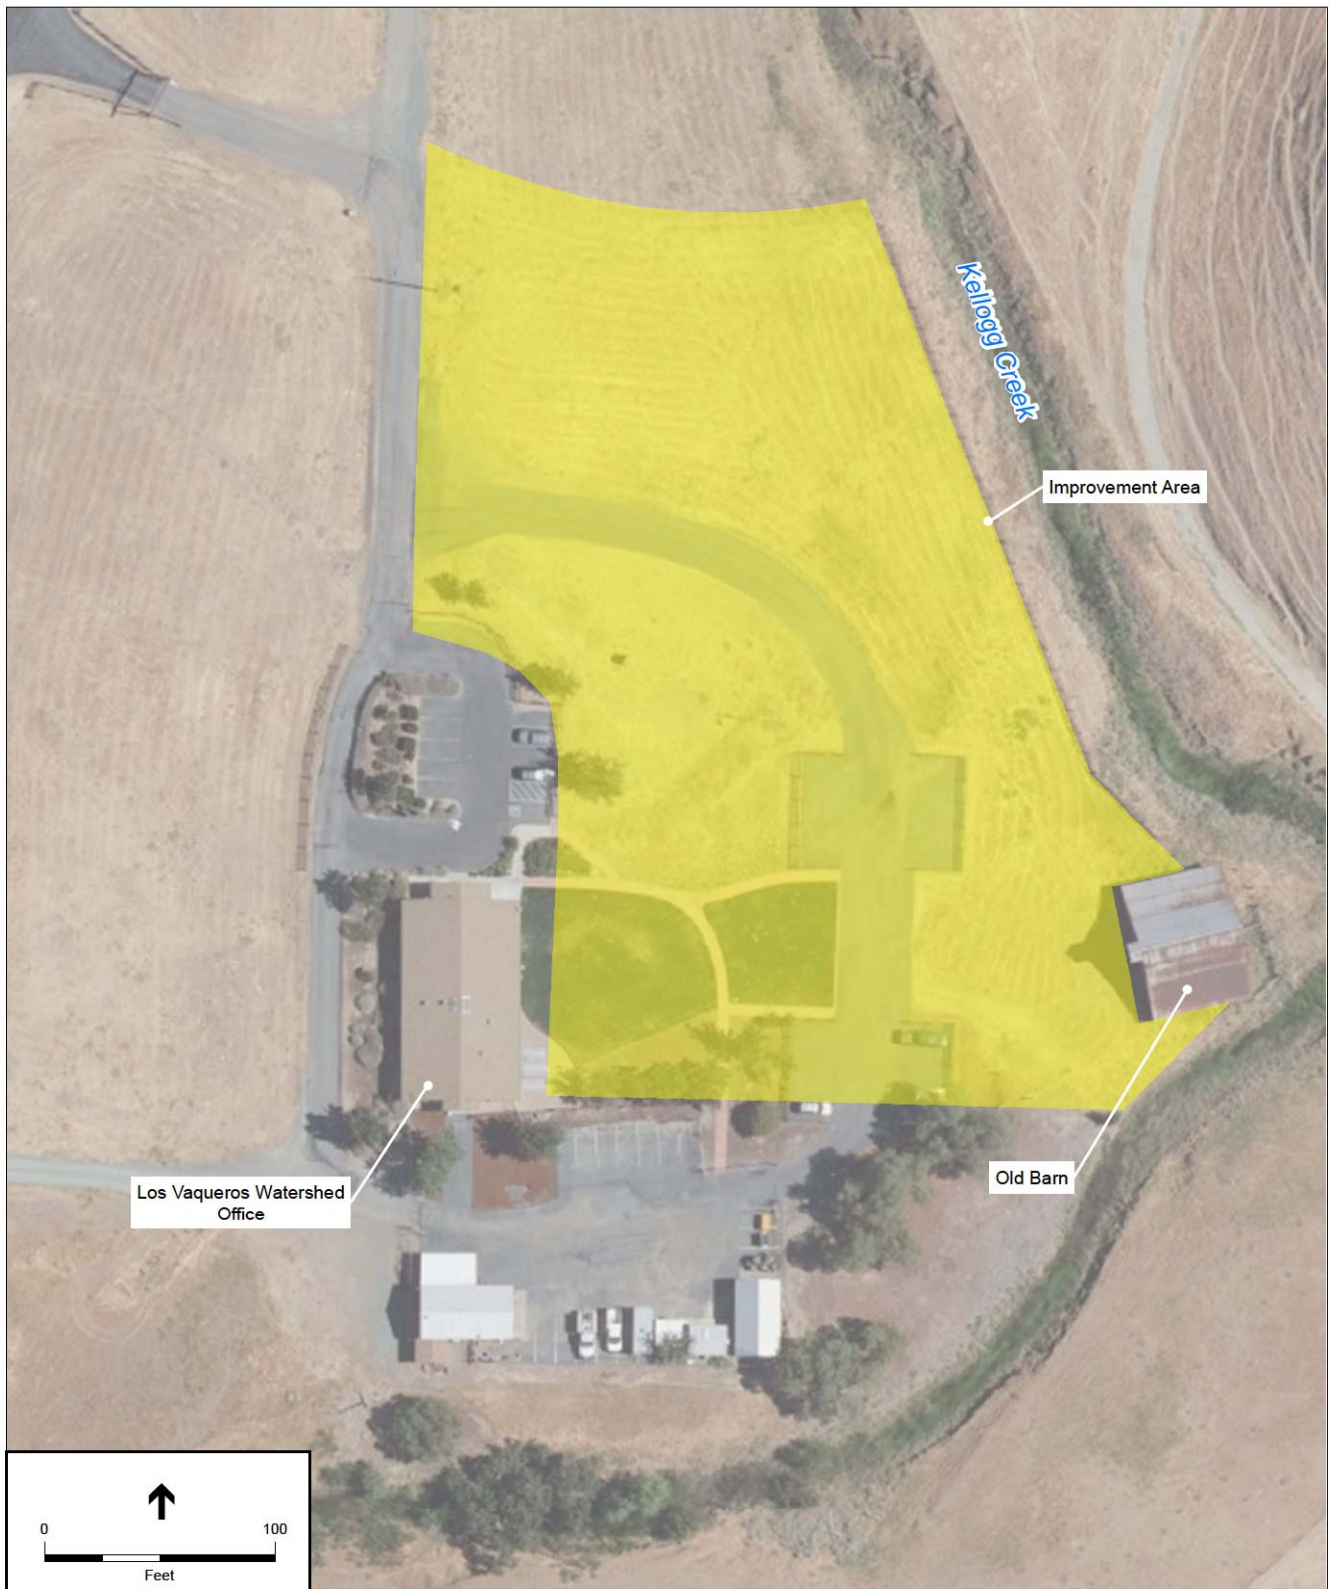 Kellogg Creek
Improvement Area
Old Barn
Los Vaqueros Watershed
Office
0 100
Feet